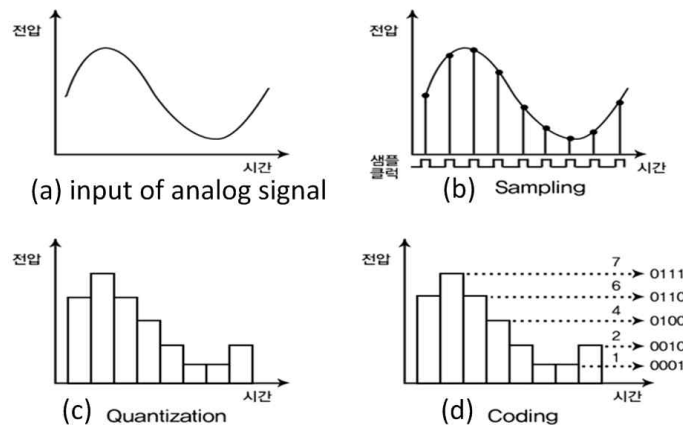 전압
시간
(a) input of analog signal
전압
샘플
클럭
시간
(b) Sampling
전압
시간
(c) Quantization
전압
7
0111
6
0110
4
0100
2
0010
1
0001
시간
(d) Coding